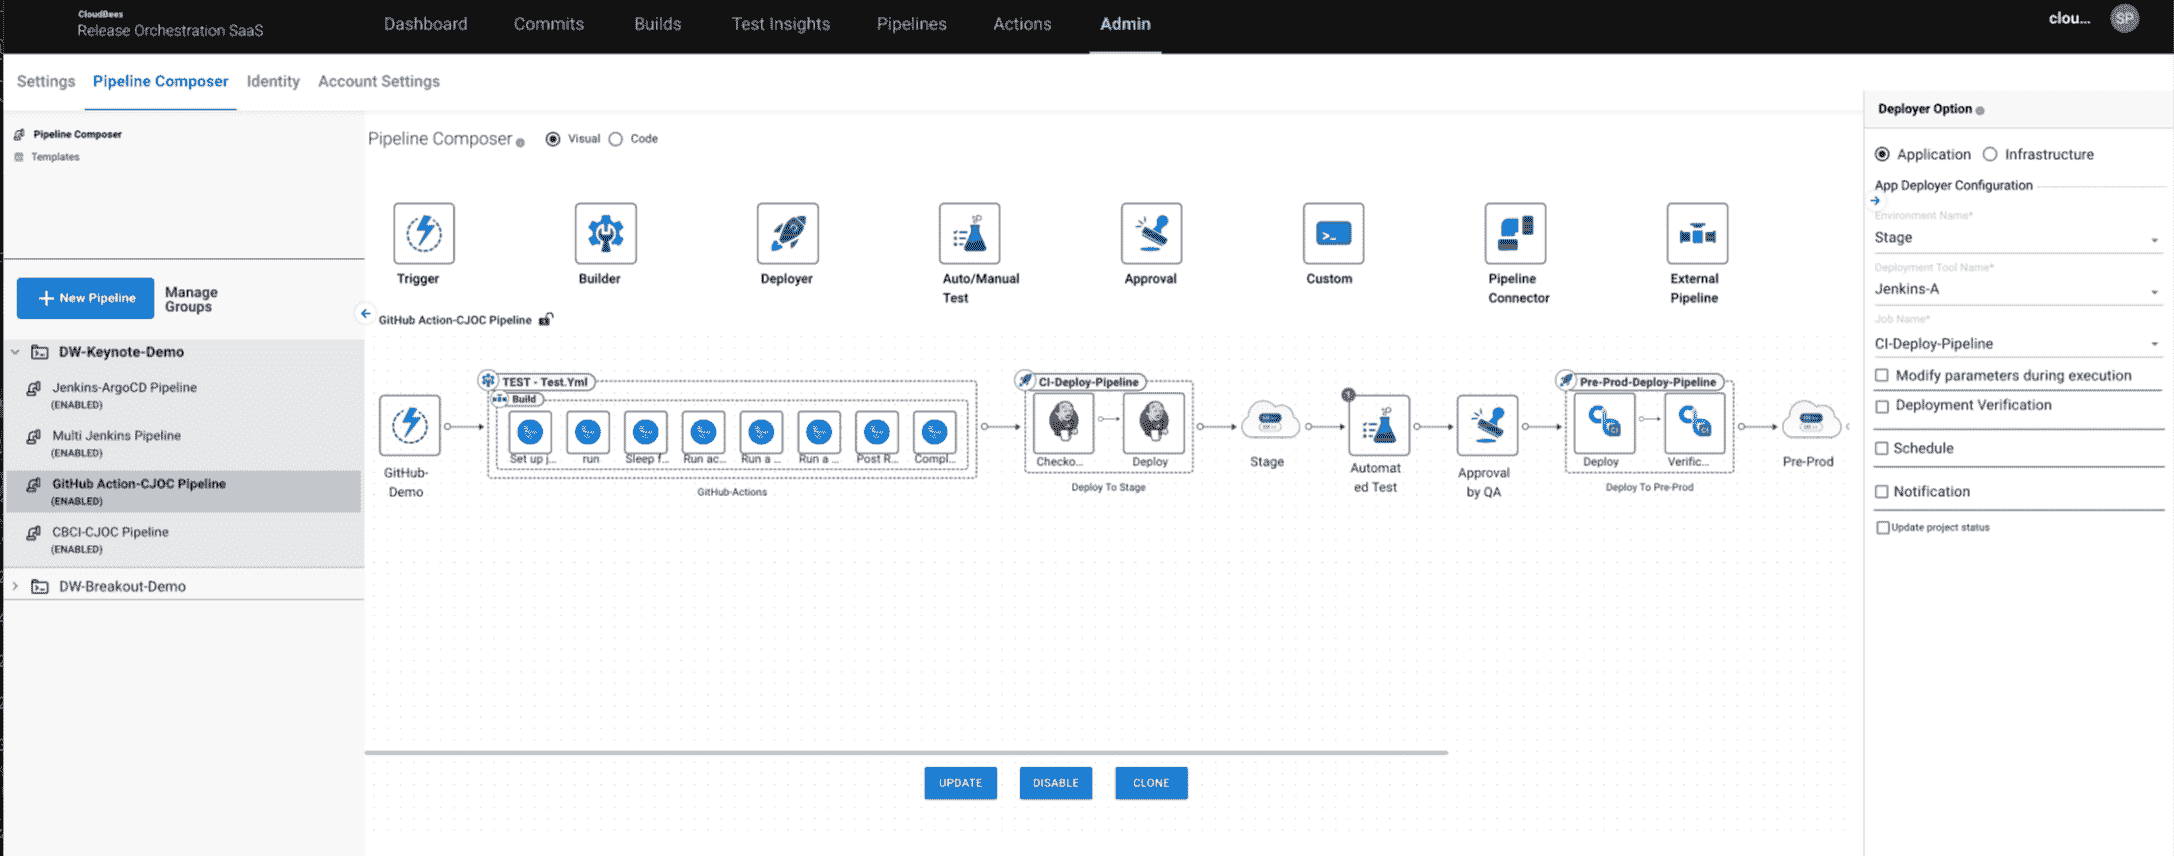 CloudBees
Release Orchestration SaaS
Dashboard
Commits
Builds
Test Insights
Pipelines
Actions
Admin
clou...
SP
Settings
Pipeline Composer
Identity
Account Settings
Pipeline Composer
Templates
New Pipeline
Manage
Groups
DW-Keynote-Demo
Jenkins-ArgoCD Pipeline
(ENABLED)
Multi Jenkins Pipeline
(ENABLED)
GitHub Action-CJOC Pipeline
(ENABLED)
CBCI-CJOC Pipeline
(ENABLED)
DW-Breakout-Demo
Pipeline Composer
Visual
Code
Trigger
Builder
Deployer
Auto/Manual
Test
Approval
Custom
Pipeline
Connector
External
Pipeline
GitHub Action-CJOC Pipeline
GitHub-
Demo
TEST - Test.Yml
Build
Set up j...
run
Sleep f...
Run ac...
Run a ...
Run a ...
Post R...
Compl...
GitHub-Actions
CI-Deploy-Pipeline
Checko...
Deploy
Deploy To Stage
Stage
Automat
ed Test
Approval
by QA
Pre-Prod-Deploy-Pipeline
CI
CI
Deploy
Verific...
Deploy To Pre-Prod
Pre-Prod
UPDATE
DISABLE
CLONE
Deployer Option
Application
Infrastructure
App Deployer Configuration
Environment Name*
Stage
Deployment Tool Name*
Jenkins-A
Job Name*
CI-Deploy-Pipeline
Modify parameters during execution
Deployment Verification
Schedule
Notification
Update project status